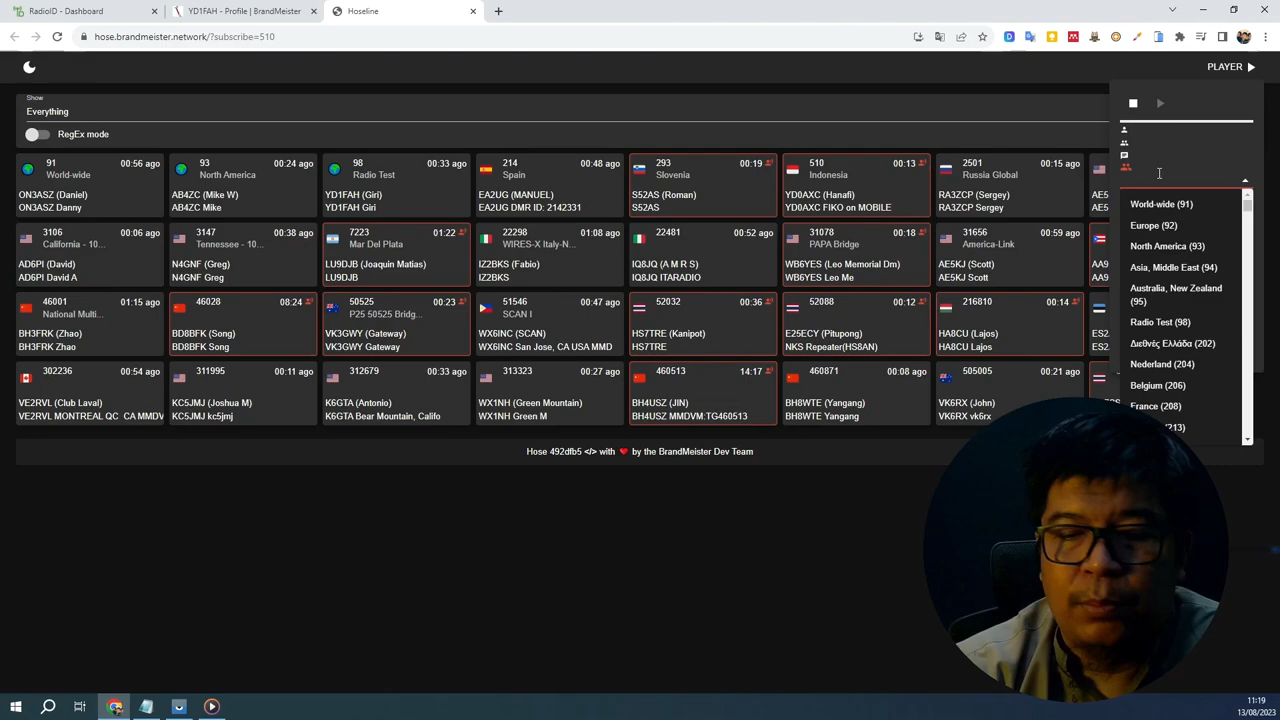 RadioID - Dashboard
YD1FAH - Profile | BrandMeister
Hoseline
hose.brandmeister.network/?subscribe=510
PLAYER
Show
Everything
RegEx mode
91 00:56 ago
World-wide
ON3ASZ (Daniel)
ON3ASZ Danny
93 00:24 ago
North America
AB4ZC (Mike W)
AB4ZC Mike
98 00:33 ago
Radio Test
YD1FAH (Giri)
YD1FAH Giri
214 00:48 ago
Spain
EA2UG (MANUEL)
EA2UG DMR ID: 2142331
293 00:19
Slovenia
S52AS (Roman)
S52AS
510 00:13
Indonesia
YD0AXC (Hanafi)
YD0AXC FIKO on MOBILE
2501 00:15 ago
Russia Global
RA3ZCP (Sergey)
RA3ZCP Sergey
AE5
AE5
3106 00:06 ago
California - 10...
AD6PI (David)
AD6PI David A
3147 00:38 ago
Tennessee - 10...
N4GNF (Greg)
N4GNF Greg
7223 01:22
Mar Del Plata
LU9DJB (Joaquin Matias)
LU9DJB
22298 01:08 ago
WIRES-X Italy-N...
IZ2BKS (Fabio)
IZ2BKS
22481 00:52 ago
IQ8JQ (A M R S)
IQ8JQ ITARADIO
31078 00:18
PAPA Bridge
WB6YES (Leo Memorial Dm)
WB6YES Leo Me
31656 00:59 ago
America-Link
AE5KJ (Scott)
AE5KJ Scott
AA9
AA9
46001 01:15 ago
National Multi...
BH3FRK (Zhao)
BH3FRK Zhao
46028 08:24
BD8BFK (Song)
BD8BFK Song
50525 00:23
P25 50525 Bridg...
VK3GWY (Gateway)
VK3GWY Gateway
51546 00:47 ago
SCAN I
WX6INC (SCAN)
WX6INC San Jose, CA USA MMD
52032 00:36
HS7TRE (Kanipot)
HS7TRE
52088 00:12
E25ECY (Pitupong)
NKS Repeater(HS8AN)
216810 00:14
HA8CU (Lajos)
HA8CU Lajos
ES2
ES2
302236 00:54 ago
VE2RVL (Club Laval)
VE2RVL MONTREAL QC CA MMDV
311995 00:11 ago
KC5JMJ (Joshua M)
KC5JMJ kc5jmj
312679 00:33 ago
K6GTA (Antonio)
K6GTA Bear Mountain, Califo
313323 00:27 ago
WX1NH (Green Mountain)
WX1NH Green M
460513 14:17
BH4USZ (JIN)
BH4USZ MMDVM:TG460513
460871 00:08 ago
BH8WTE (Yangang)
BH8WTE Yangang
505005 00:21 ago
VK6RX (John)
VK6RX vk6rx
World-wide (91)
Europe (92)
North America (93)
Asia, Middle East (94)
Australia, New Zealand
(95)
Radio Test (98)
Διεθνές Ελλάδα (202)
Nederland (204)
Belgium (206)
France (208)
(213)
Hose 492dfb5 </> with ❤ by the BrandMeister Dev Team
11:19
13/08/2023